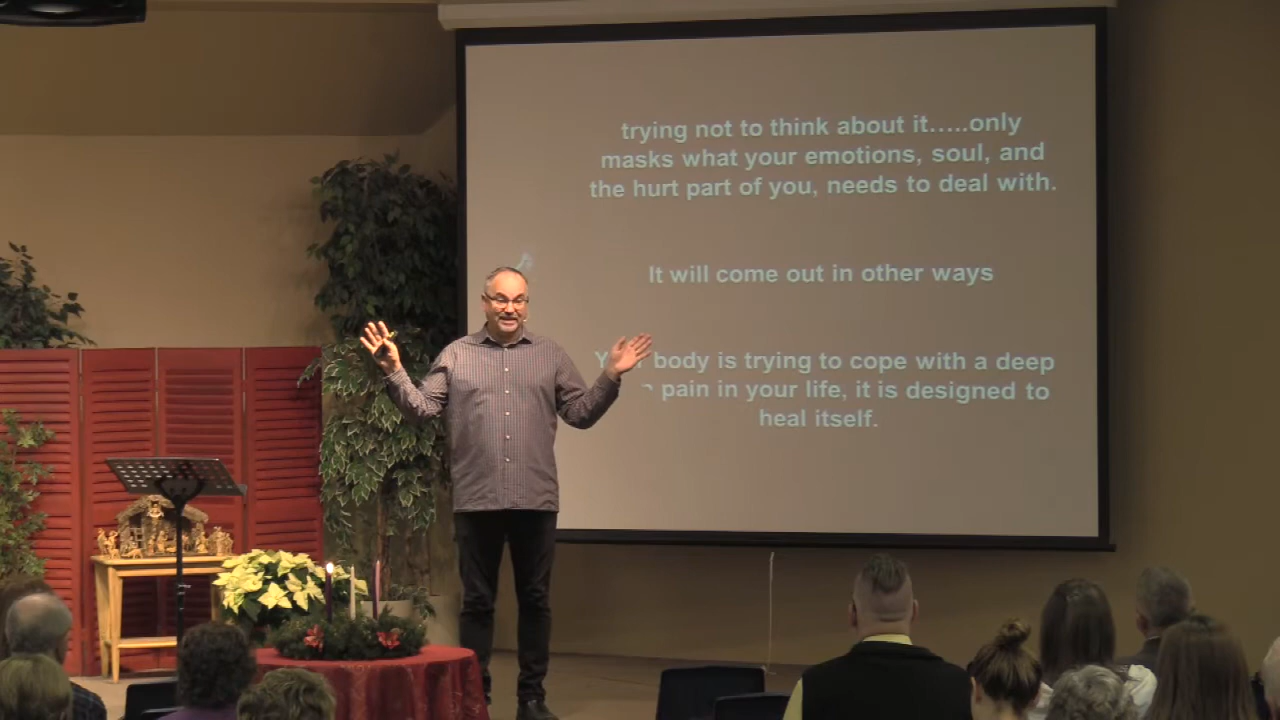 trying not to think about it.....only
masks what your emotions, soul, and
the hurt part of you, needs to deal with.
It will come out in other ways
body is trying to cope with a deep
pain in your life, it is designed to
heal itself.